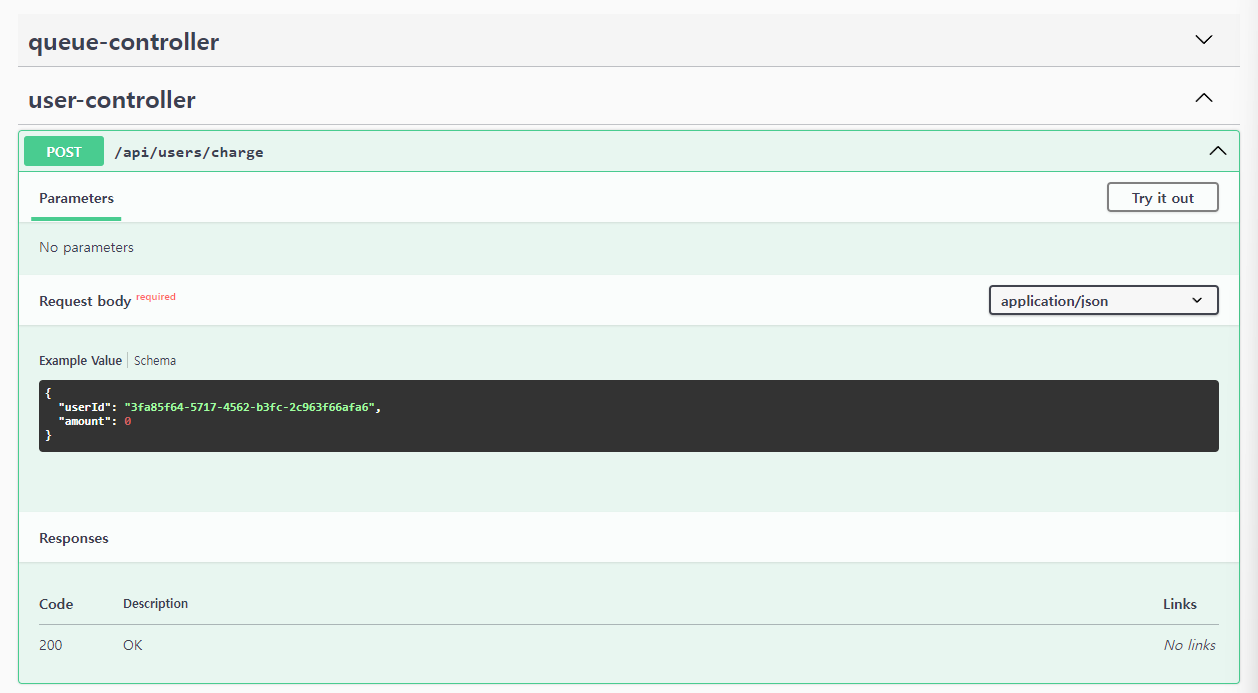 queue-controller
user-controller
POST /api/users/charge
Parameters Try it out
No parameters
Request body required application/json
Example Value Schema
{
  "userId": "3fa85f64-5717-4562-b3fc-2c963f66afa6",
  "amount": 0
}
Responses
Code Description Links
200 OK No links